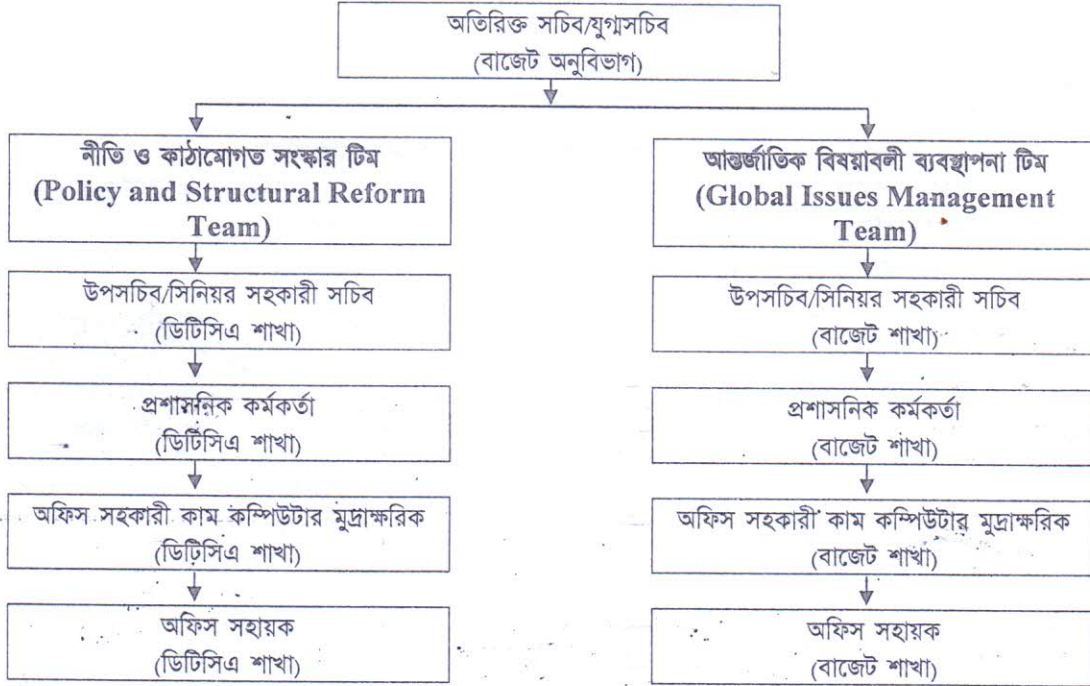 অতিরিক্ত সচিব/যুগ্মসচিব
(বাজেট অনুবিভাগ)
নীতি ও কাঠামোগত সংস্কার টিম
(Policy and Structural Reform
Team)
উপসচিব/সিনিয়র সহকারী সচিব
(ডিটিসিএ শাখা)
প্রশাসনিক কর্মকর্তা
(ডিটিসিএ শাখা)
অফিস সহকারী কাম কম্পিউটার মুদ্রাক্ষরিক
(ডিটিসিএ শাখা)
অফিস সহায়ক
(ডিটিসিএ শাখা)
আন্তর্জাতিক বিষয়াবলী ব্যবস্থাপনা টিম
(Global Issues Management
Team)
উপসচিব/সিনিয়র সহকারী সচিব
(বাজেট শাখা)
প্রশাসনিক কর্মকর্তা
(বাজেট শাখা)
অফিস সহকারী কাম কম্পিউটার মুদ্রাক্ষরিক
(বাজেট শাখা)
অফিস সহায়ক
(বাজেট শাখা)